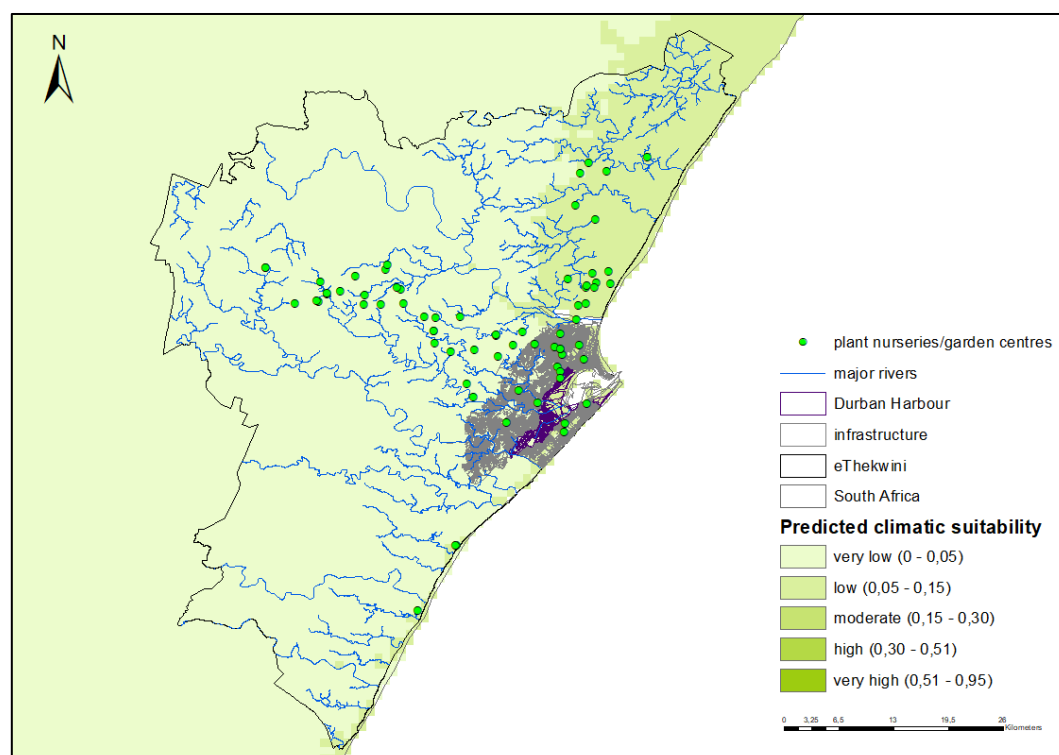 N
plant nurseries/garden centres
major rivers
Durban Harbour
infrastructure
eThekwini
South Africa
Predicted climatic suitability
very low (0 - 0,05)
low (0,05 - 0,15)
moderate (0,15 - 0,30)
high (0,30 - 0,51)
very high (0,51 - 0,95)
0 3,25 6,5 13 19,5 26
Kilometers